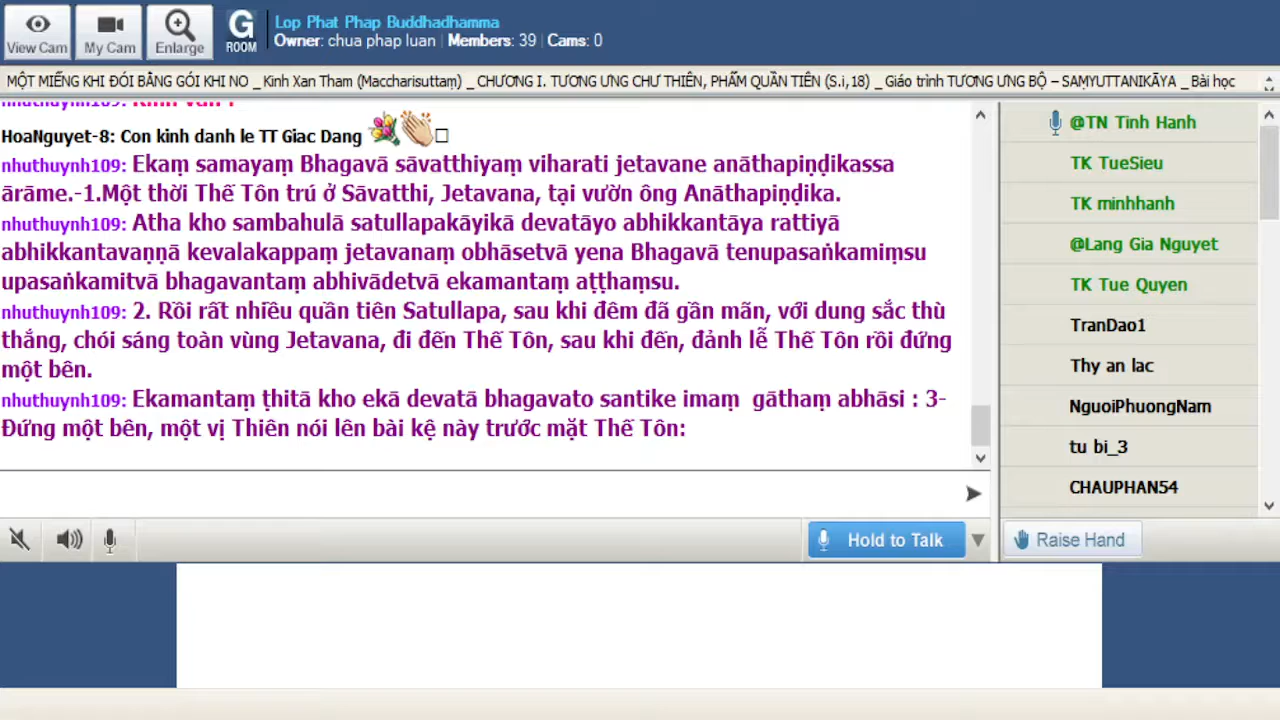 View Cam
My Cam
Enlarge
G
ROOM
Lop Phat Phap Buddhadhamma
Owner: chua phap luan | Members: 39 | Cams: 0
MỘT MIẾNG KHI ĐÓI BẰNG GÓI KHI NO _ Kinh Xan Tham (Maccharisuttaṃ) _ CHƯƠNG I. TƯƠNG ƯNG CHƯ THIÊN, PHẨM QUẦN TIÊN (S.i,18) _ Giáo trình TƯƠNG ƯNG BỘ – SAṂYUTTANIKĀYA _ Bài học
nhuthuynh109:
HoaNguyet-8: Con kinh danh le TT Giac Dang
nhuthuynh109: Ekaṃ samayaṃ Bhagavā sāvatthiyaṃ viharati jetavane anāthapiṇḍikassa
ārāme.-1.Một thời Thế Tôn trú ở Sāvatthi, Jetavana, tại vườn ông Anāthapiṇḍika.
nhuthuynh109: Atha kho sambahulā satullapakāyikā devatāyo abhikkantāya rattiyā
abhikkantavaṇṇā kevalakappaṃ jetavanaṃ obhāsetvā yena Bhagavā tenupasaṅkamiṃsu
upasaṅkamitvā bhagavantaṃ abhivādetvā ekamantaṃ aṭṭhaṃsu.
nhuthuynh109: 2. Rồi rất nhiều quần tiên Satullapa, sau khi đêm đã gần mãn, với dung sắc thù
thắng, chói sáng toàn vùng Jetavana, đi đến Thế Tôn, sau khi đến, đảnh lễ Thế Tôn rồi đứng
một bên.
nhuthuynh109: Ekamantaṃ ṭhitā kho ekā devatā bhagavato santike imaṃ gāthaṃ abhāsi : 3-
Đứng một bên, một vị Thiên nói lên bài kệ này trước mặt Thế Tôn:
@TN Tinh Hanh
TK TueSieu
TK minhhanh
@Lang Gia Nguyet
TK Tue Quyen
TranDao1
Thy an lac
NguoiPhuongNam
tu bi_3
CHAUPHAN54
Hold to Talk
Raise Hand